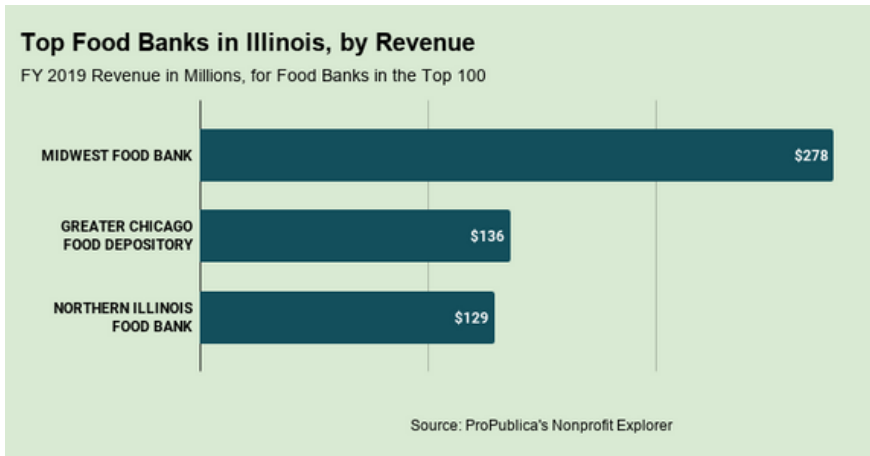 Top Food Banks in Illinois, by Revenue
FY 2019 Revenue in Millions, for Food Banks in the Top 100
MIDWEST FOOD BANK
$278
GREATER CHICAGO
FOOD DEPOSITORY
$136
NORTHERN ILLINOIS
FOOD BANK
$129
Source: ProPublica's Nonprofit Explorer